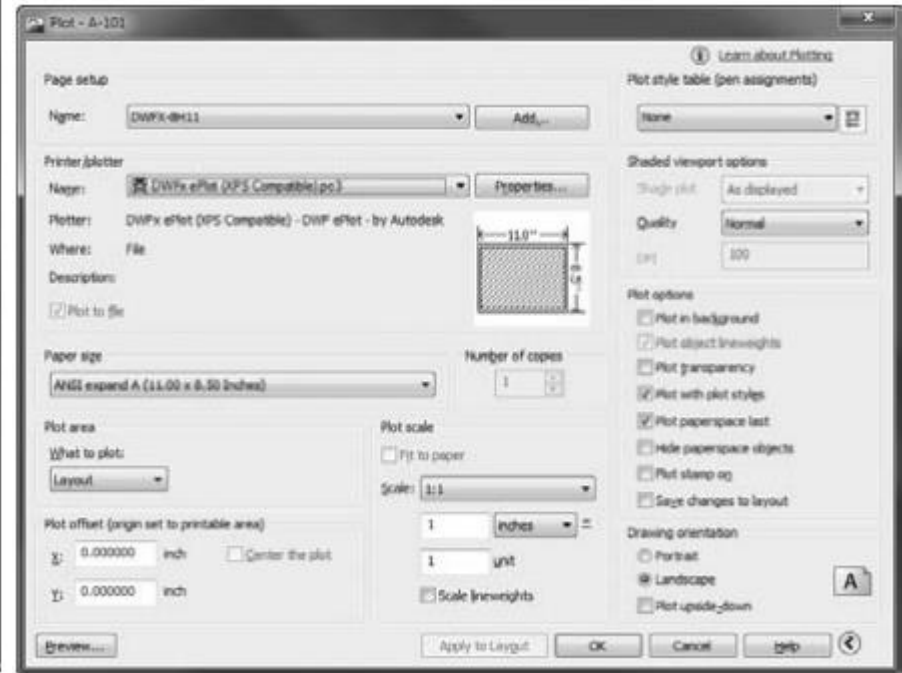 Plot - A-101
Learn about Plotting
Page setup
Name:
DWFX-8H11
Add...
Plot style table (pen assignments)
None
Printer/plotter
Name:
DWFx ePlot (XPS Compatible).pc3
Properties...
Plotter:
DWFx ePlot (XPS Compatible) - DWF ePlot - by Autodesk
Where:
File
Description:
Plot to file
11.0"
8.5"
Shaded viewport options
Shade plot
As displayed
Quality
Normal
DPI
100
Paper size
ANSI expand A (11.00 x 8.50 Inches)
Number of copies
1
Plot area
What to plot:
Layout
Plot scale
Fit to paper
Scale: 1:1
1 inches =
1 unit
Scale lineweights
Plot offset (origin set to printable area)
X: 0.000000 inch
Center the plot
Y: 0.000000 inch
Plot options
Plot in background
Plot object lineweights
Plot transparency
Plot with plot styles
Plot paperspace last
Hide paperspace objects
Plot stamp on
Save changes to layout
Drawing orientation
Portrait
Landscape
Plot upside-down
A
Preview...
Apply to Layout
OK
Cancel
Help